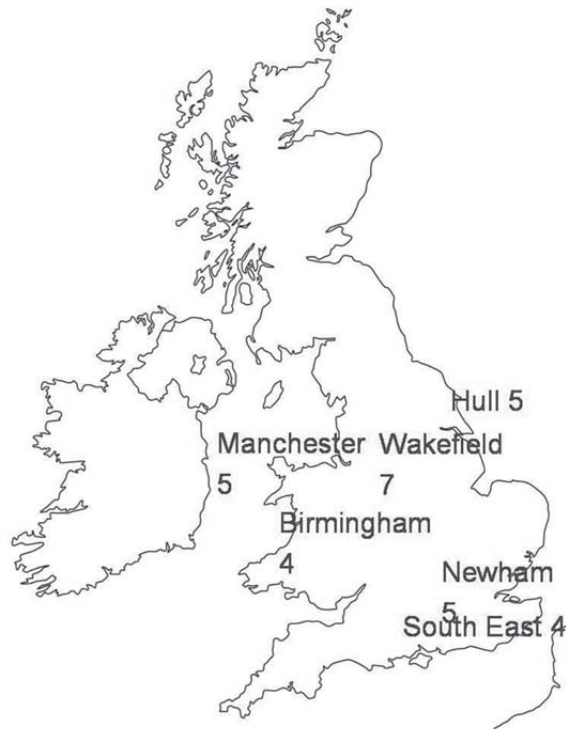 Hull 5
Manchester
5
Wakefield
7
Birmingham
4
Newham
5
South East 4